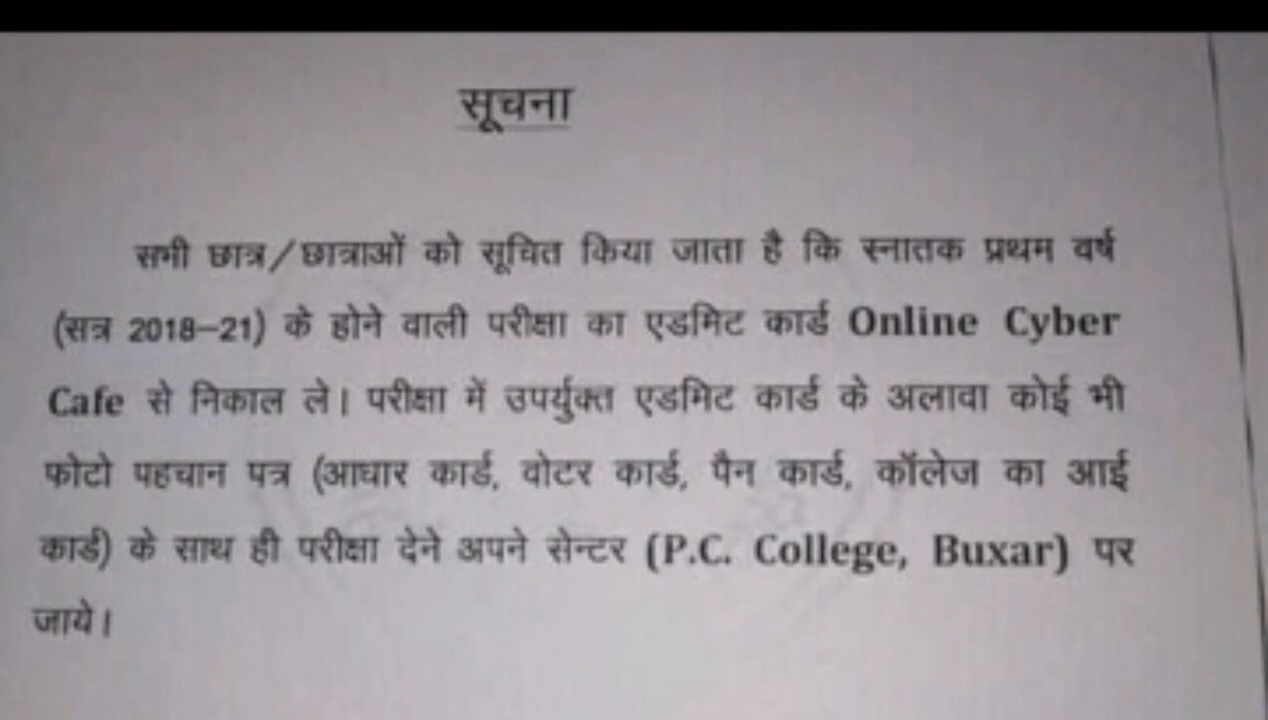 सूचना
सभी छात्र/छात्राओं को सूचित किया जाता है कि स्नातक प्रथम वर्ष
(सत्र 2018–21) के होने वाली परीक्षा का एडमिट कार्ड Online Cyber
Cafe से निकाल ले। परीक्षा में उपर्युक्त एडमिट कार्ड के अलावा कोई भी
फोटो पहचान पत्र (आधार कार्ड, वोटर कार्ड, पैन कार्ड, कॉलेज का आई
कार्ड) के साथ ही परीक्षा देने अपने सेन्टर (P.C. College, Buxar) पर
जाये।